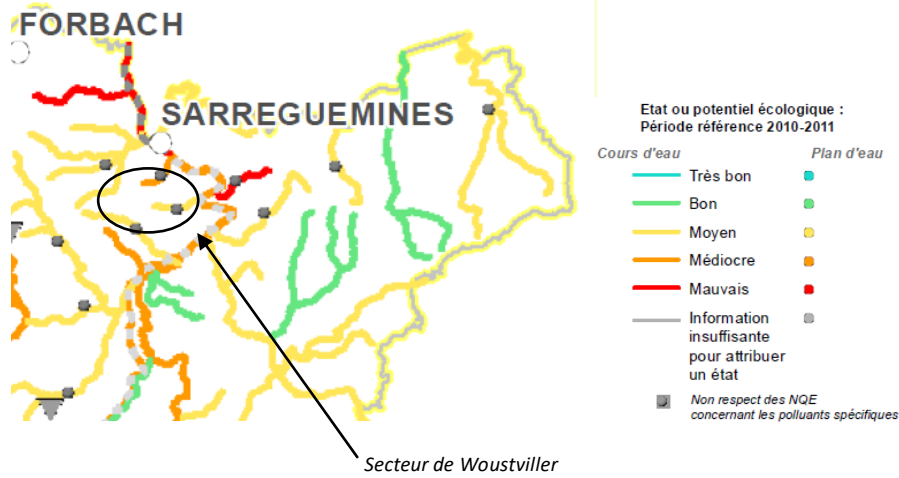 FORBACH
SARREGUEMINES
Etat ou potentiel écologique :
Période référence 2010-2011
Cours d'eau
Plan d'eau
Très bon
Bon
Moyen
Médiocre
Mauvais
Information
insuffisante
pour attribuer
un état
Non respect des NQE
concernant les polluants spécifiques
Secteur de Woustviller